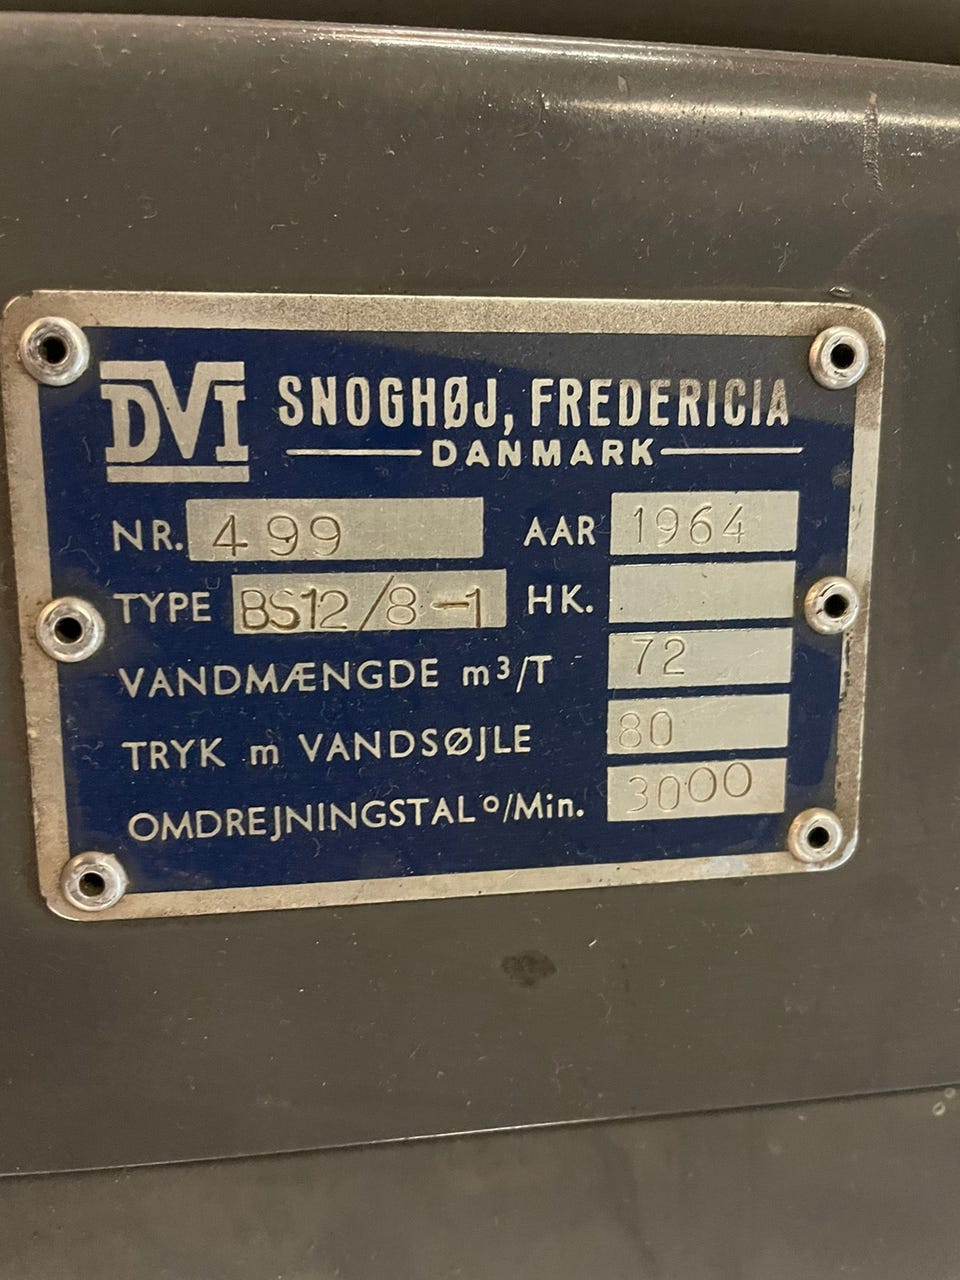 DVI SNOGHØJ, FREDERICIA
DANMARK
NR. 499 AAR 1964
TYPE BS12/8-1 HK.
VANDMÆNGDE m³/T 72
TRYK m VANDSØJLE 80
OMDREJNINGSTAL º/Min. 3000